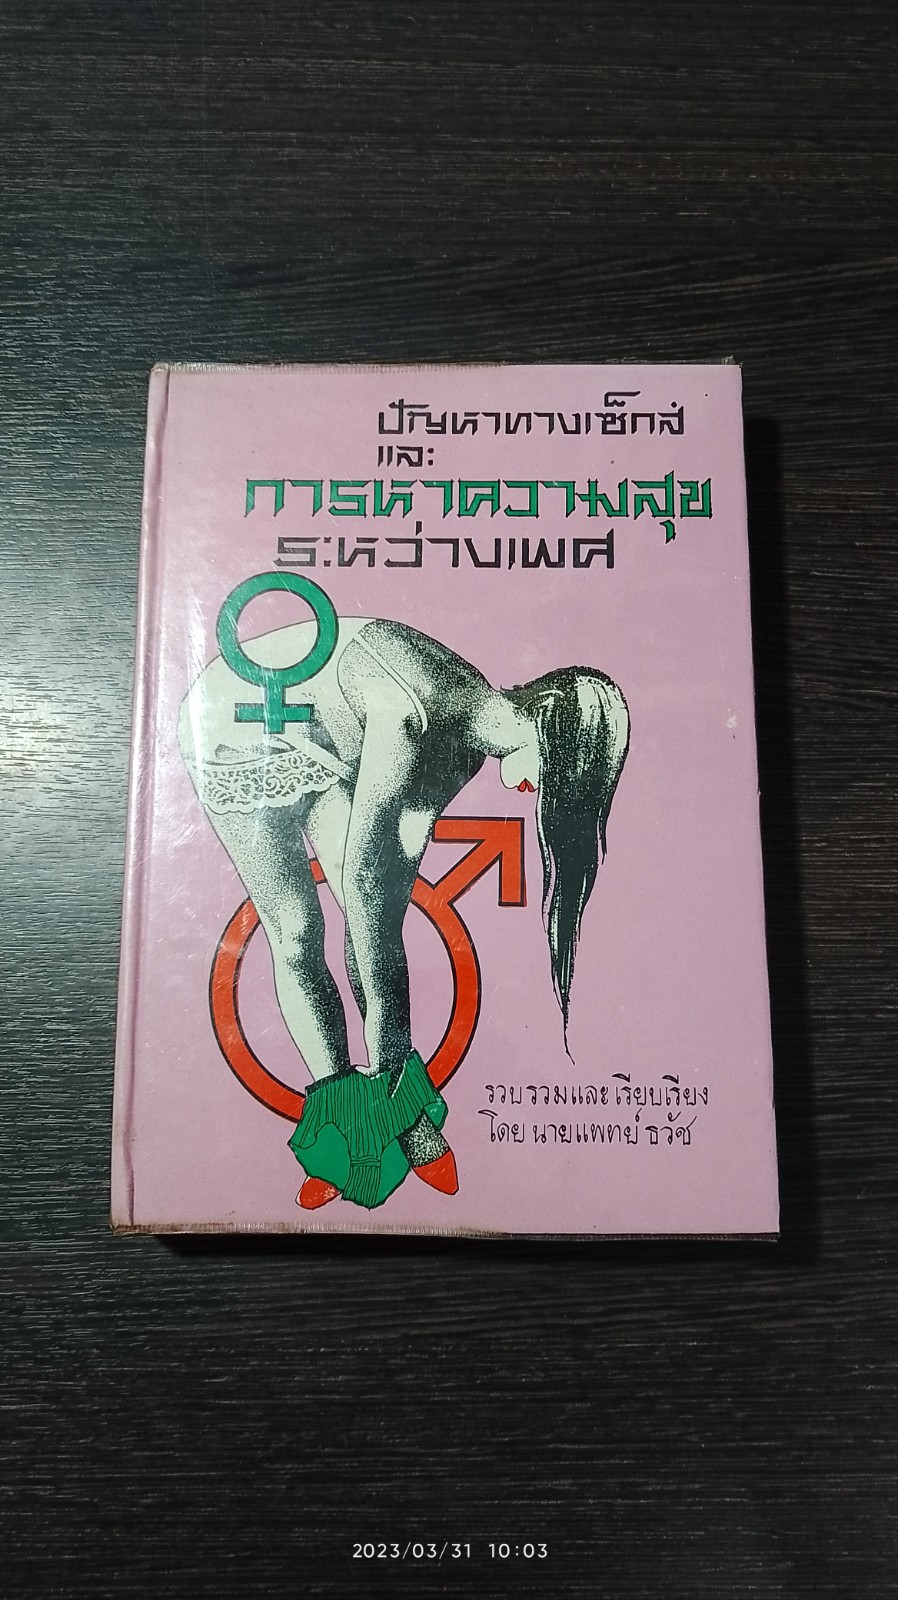 ปัญหาทางเซ็กส์
และ
การหาความสุข
ระหว่างเพศ
รวบรวมและเรียบเรียง
โดย นายแพทย์ ธวัช
2023/03/31 10:03